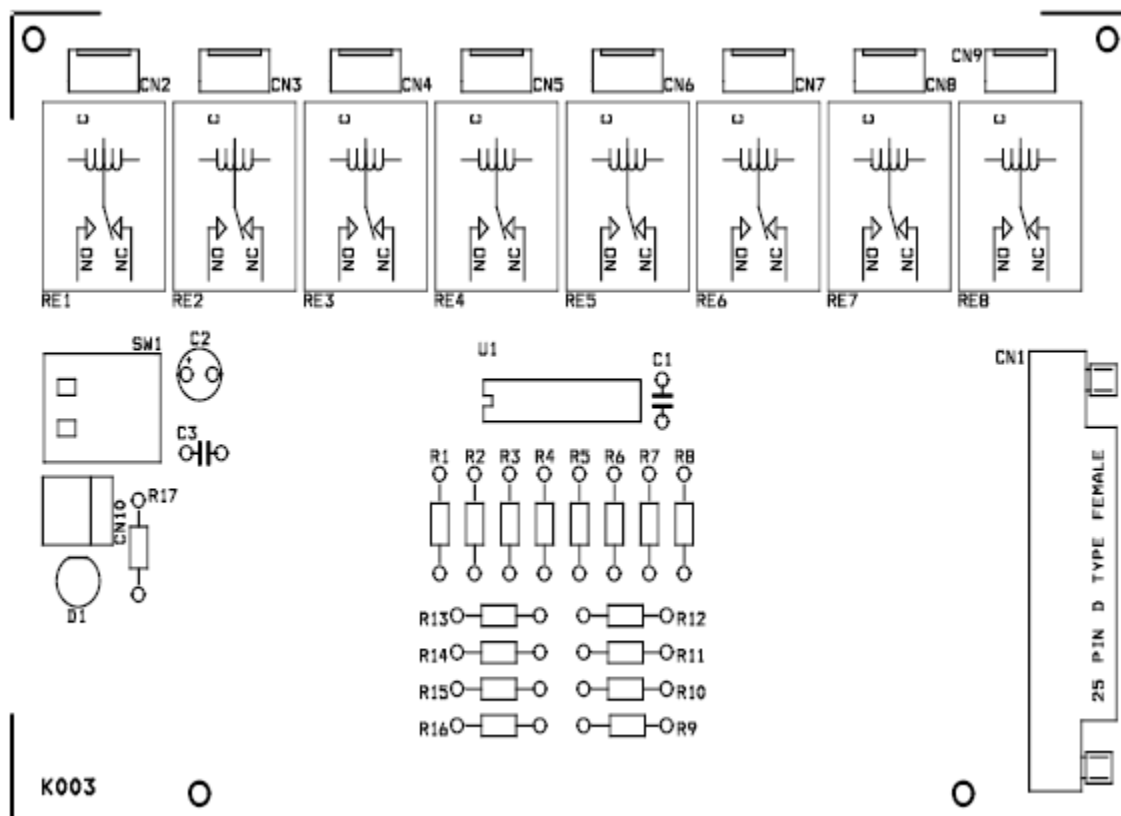 CN2 CN3 CN4 CN5 CN6 CN7 CN8 CN9
C C C C C C C C
NO NC NO NC NO NC NO NC NO NC NO NC NO NC NO NC
RE1 RE2 RE3 RE4 RE5 RE6 RE7 RE8
SW1 C2 U1 C1 CN1
+
C3
R1 R2 R3 R4 R5 R6 R7 R8
R17
CN10
D1
25 PIN D TYPE FEMALE
R13 R12
R14 R11
R15 R10
R16 R9
K003